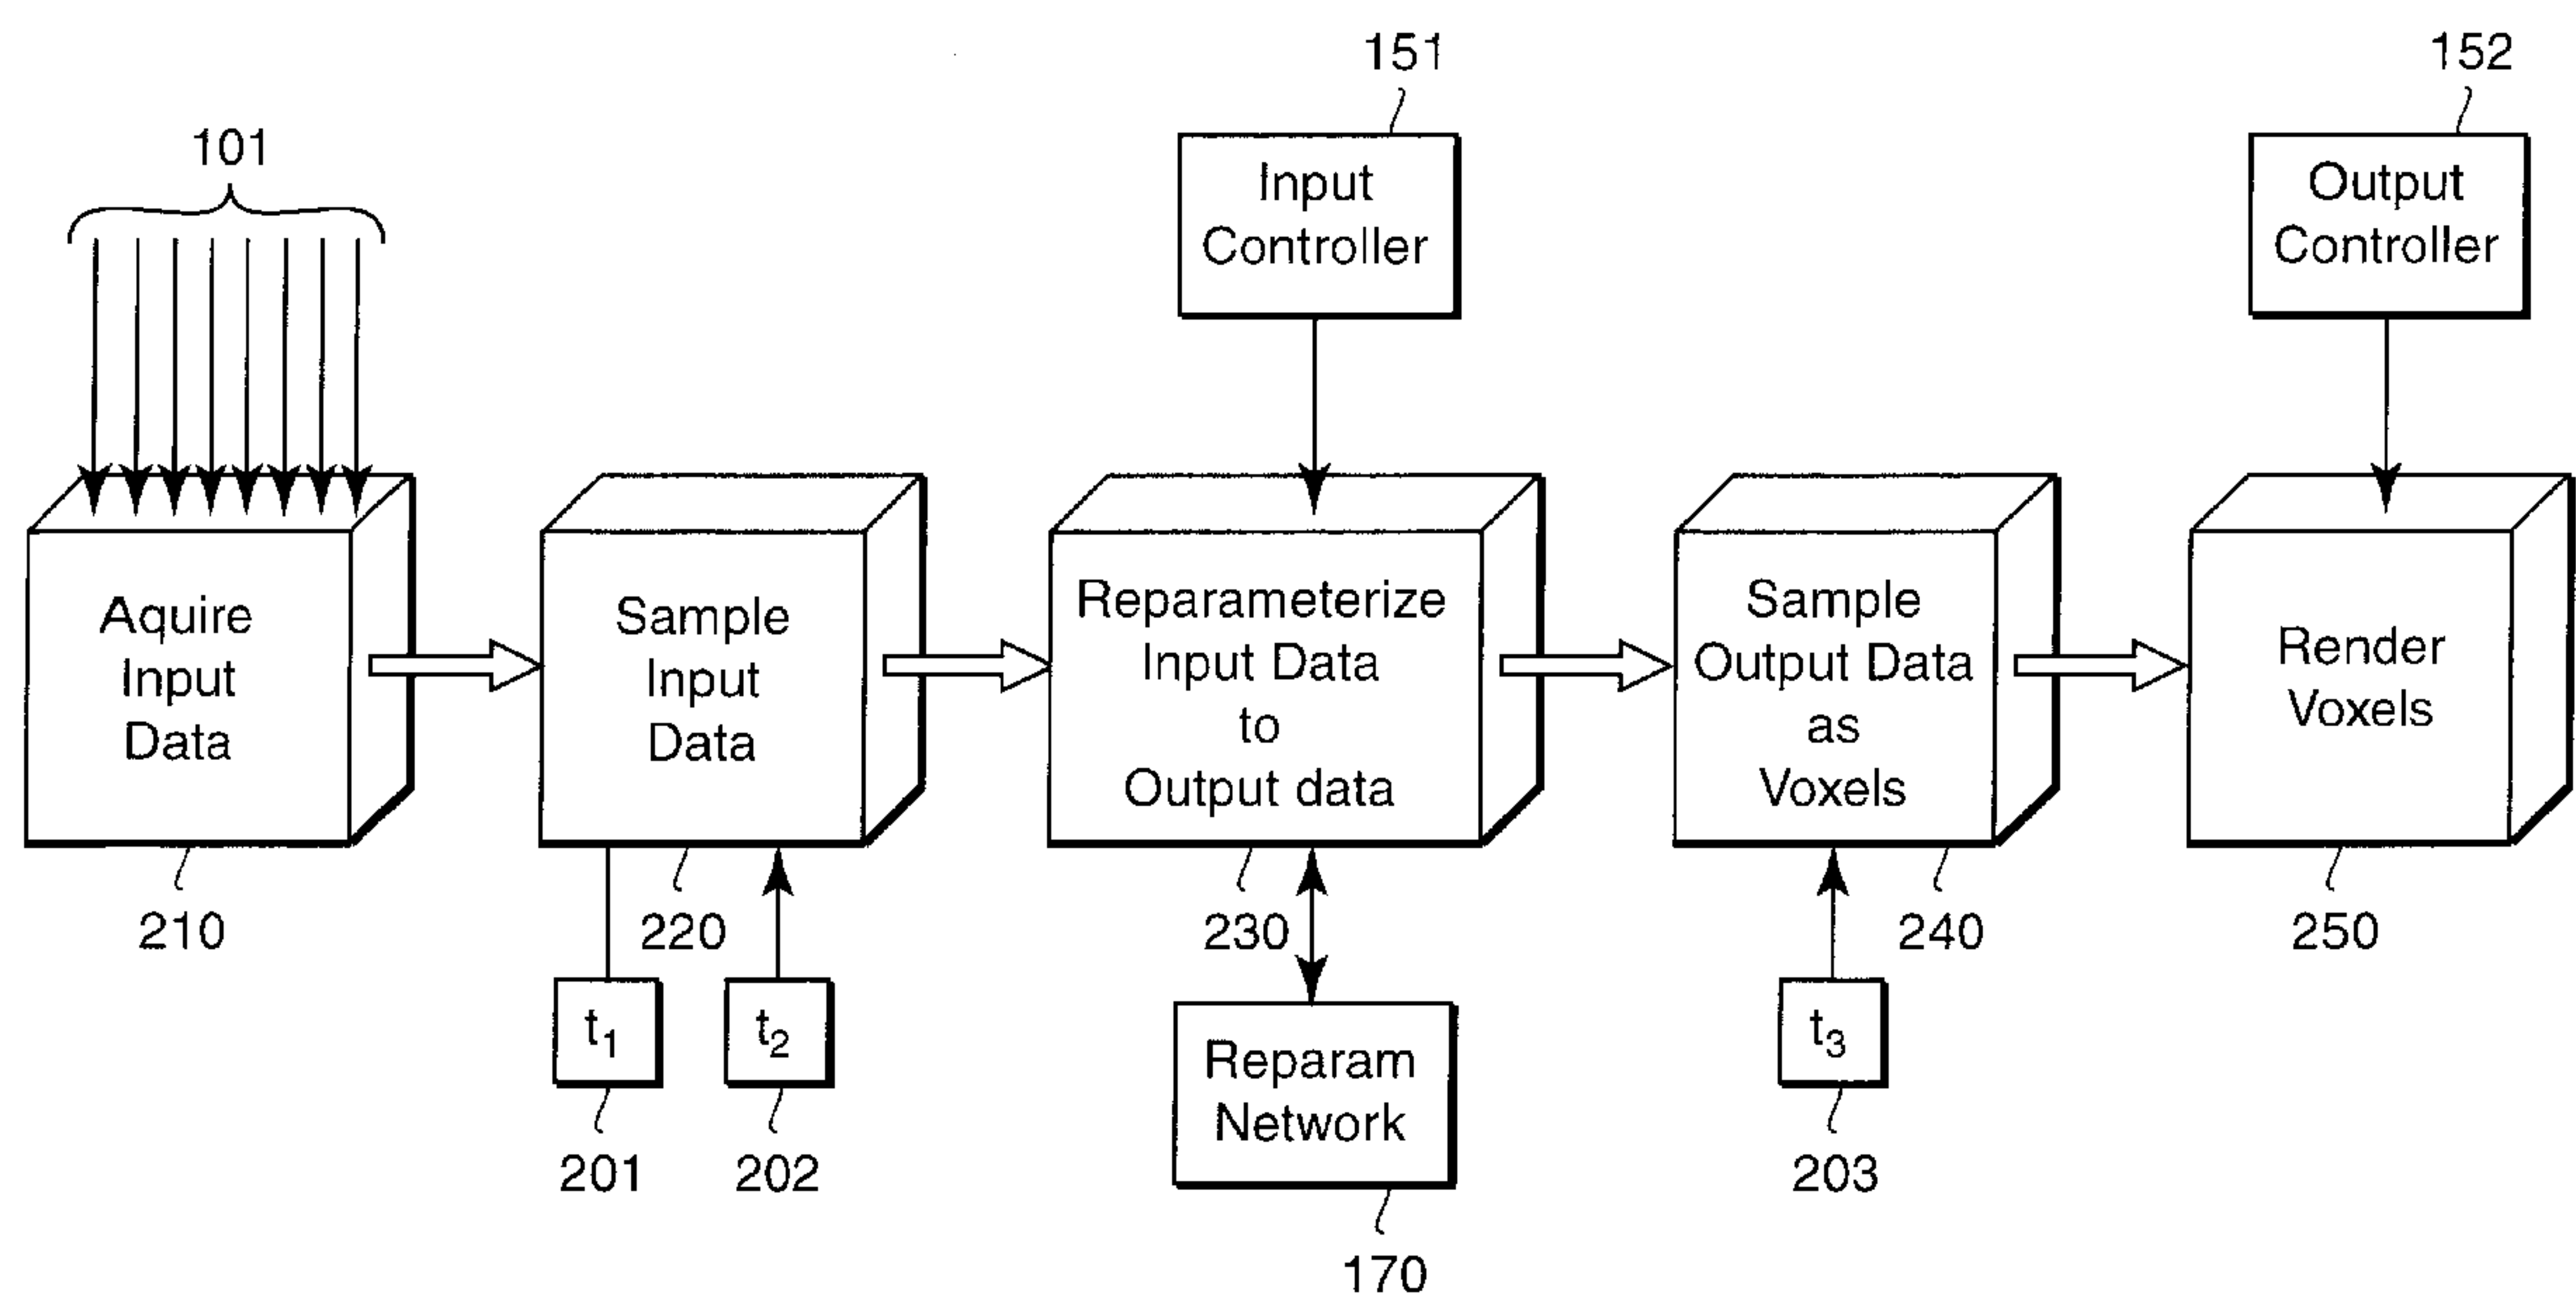 151
152
101
Input
Controller
Output
Controller
Aquire
Input
Data
Sample
Input
Data
Reparameterize
Input Data
to
Output data
Sample
Output Data
as
Voxels
Render
Voxels
210
220
230
240
250
t₁
t₂
t₃
Reparam
Network
201
202
203
170